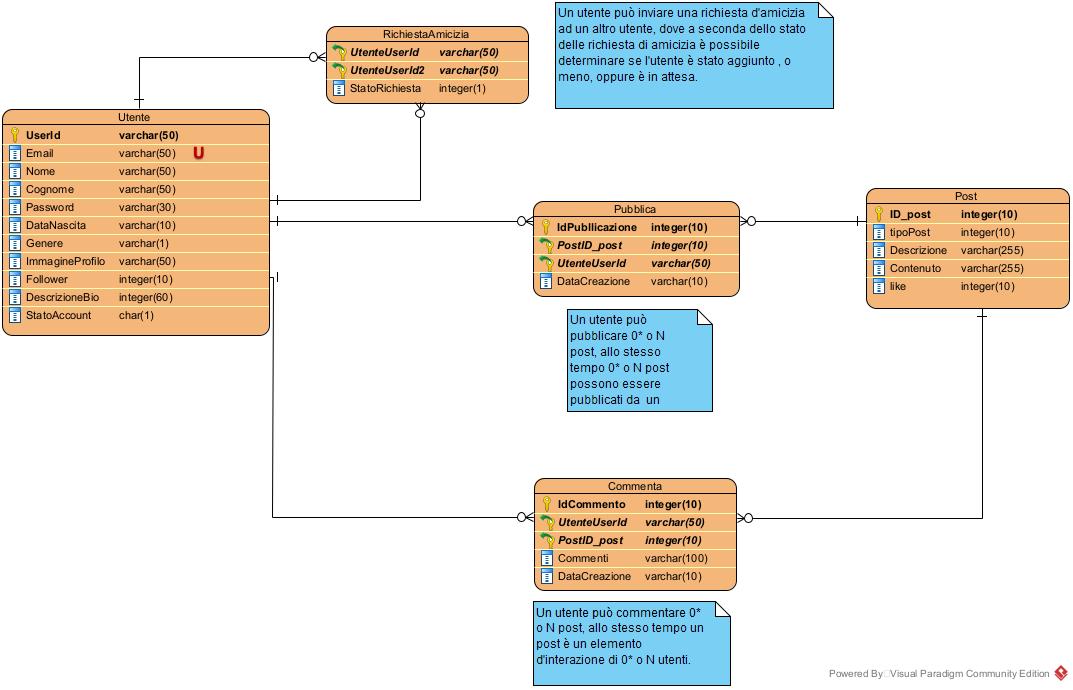 RichiestaAmicizia
UtenteUserId varchar(50)
UtenteUserId2 varchar(50)
StatoRichiesta integer(1)
Un utente può inviare una richiesta d'amicizia
ad un altro utente, dove a seconda dello stato
delle richiesta di amicizia è possibile
determinare se l'utente è stato aggiunto , o
meno, oppure è in attesa.
Utente
UserId varchar(50)
Email varchar(50) U
Nome varchar(50)
Cognome varchar(50)
Password varchar(30)
DataNascita varchar(10)
Genere varchar(1)
ImmagineProfilo varchar(50)
Follower integer(10)
DescrizioneBio integer(60)
StatoAccount char(1)
Pubblica
IdPubllicazione integer(10)
PostID_post integer(10)
UtenteUserId varchar(50)
DataCreazione varchar(10)
Post
ID_post integer(10)
tipoPost integer(10)
Descrizione varchar(255)
Contenuto varchar(255)
like integer(10)
Un utente può
pubblicare 0* o N
post, allo stesso
tempo 0* o N post
possono essere
pubblicati da un
Commenta
IdCommento integer(10)
UtenteUserId varchar(50)
PostID_post integer(10)
Commenti varchar(100)
DataCreazione varchar(10)
Un utente può commentare 0*
o N post, allo stesso tempo un
post è un elemento
d'interazione di 0* o N utenti.
Powered By Visual Paradigm Community Edition